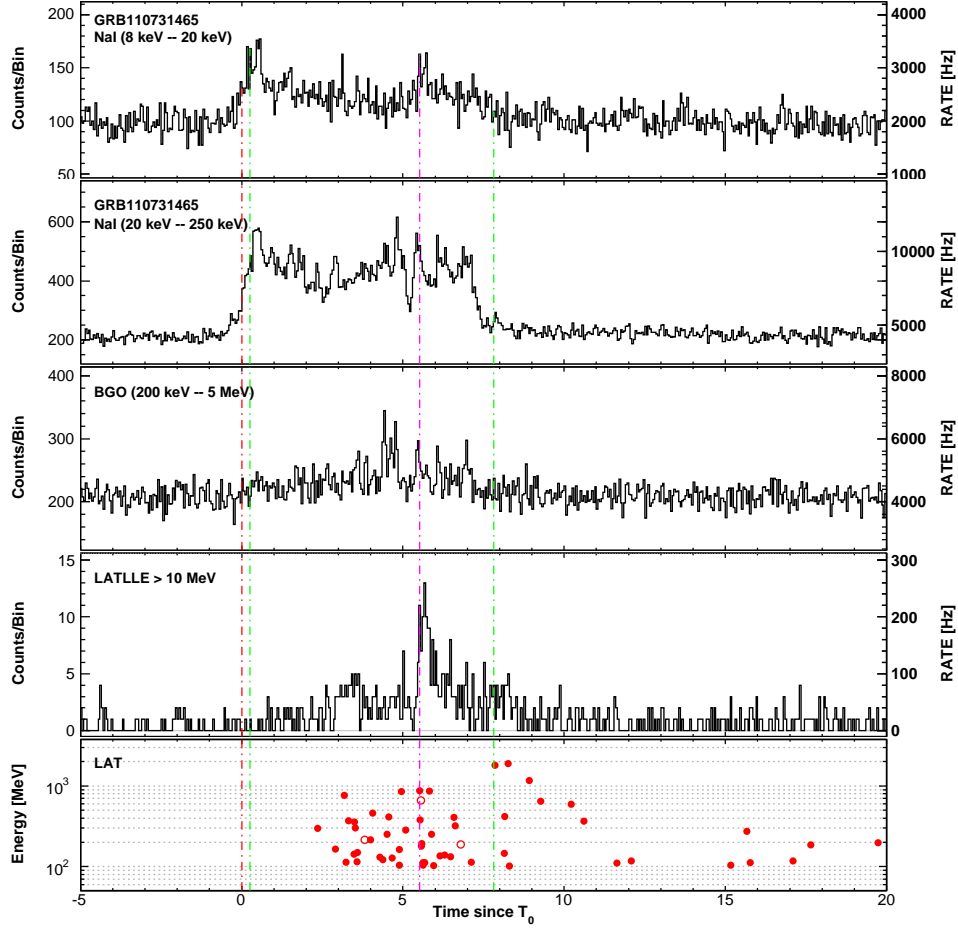 200
150
100
50
Counts/Bin
GRB110731465
NaI (8 keV -- 20 keV)
4000
3000
2000
1000
RATE [Hz]
600
400
200
Counts/Bin
GRB110731465
NaI (20 keV -- 250 keV)
10000
5000
RATE [Hz]
400
300
200
Counts/Bin
BGO (200 keV -- 5 MeV)
8000
6000
4000
RATE [Hz]
15
10
5
0
Counts/Bin
LATLLE > 10 MeV
300
200
100
0
RATE [Hz]
10³
10²
Energy [MeV]
LAT
-5 0 5 10 15 20
Time since T₀